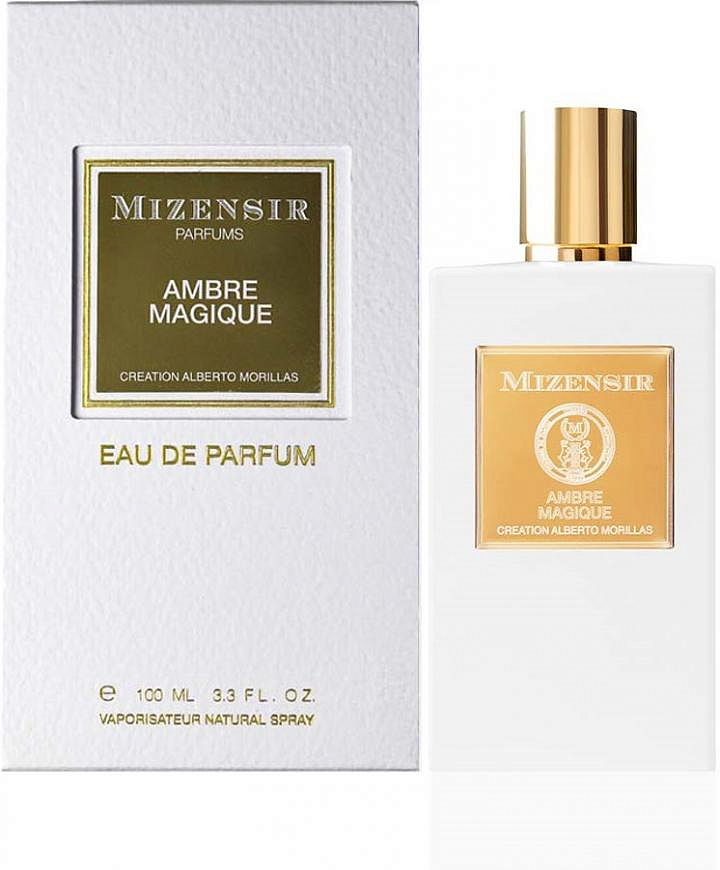 MIZENSIR
PARFUMS
AMBRE
MAGIQUE
CREATION ALBERTO MORILLAS
EAU DE PARFUM
℮ 100 ML 3.3 FL. OZ.
VAPORISATEUR NATURAL SPRAY
MIZENSIR
M
AMBRE
MAGIQUE
CREATION ALBERTO MORILLAS